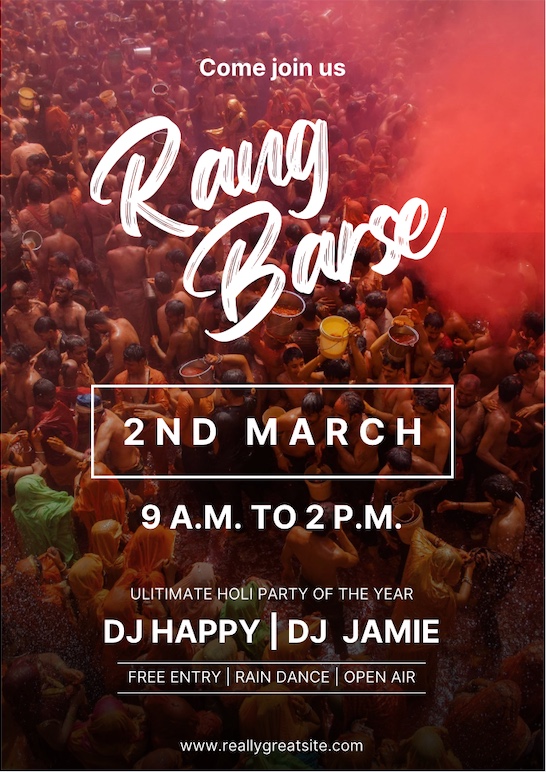 Come join us
Rang
Barse
2ND MARCH
9 A.M. TO 2 P.M.
ULITIMATE HOLI PARTY OF THE YEAR
DJ HAPPY | DJ JAMIE
FREE ENTRY | RAIN DANCE | OPEN AIR
www.reallygreatsite.com